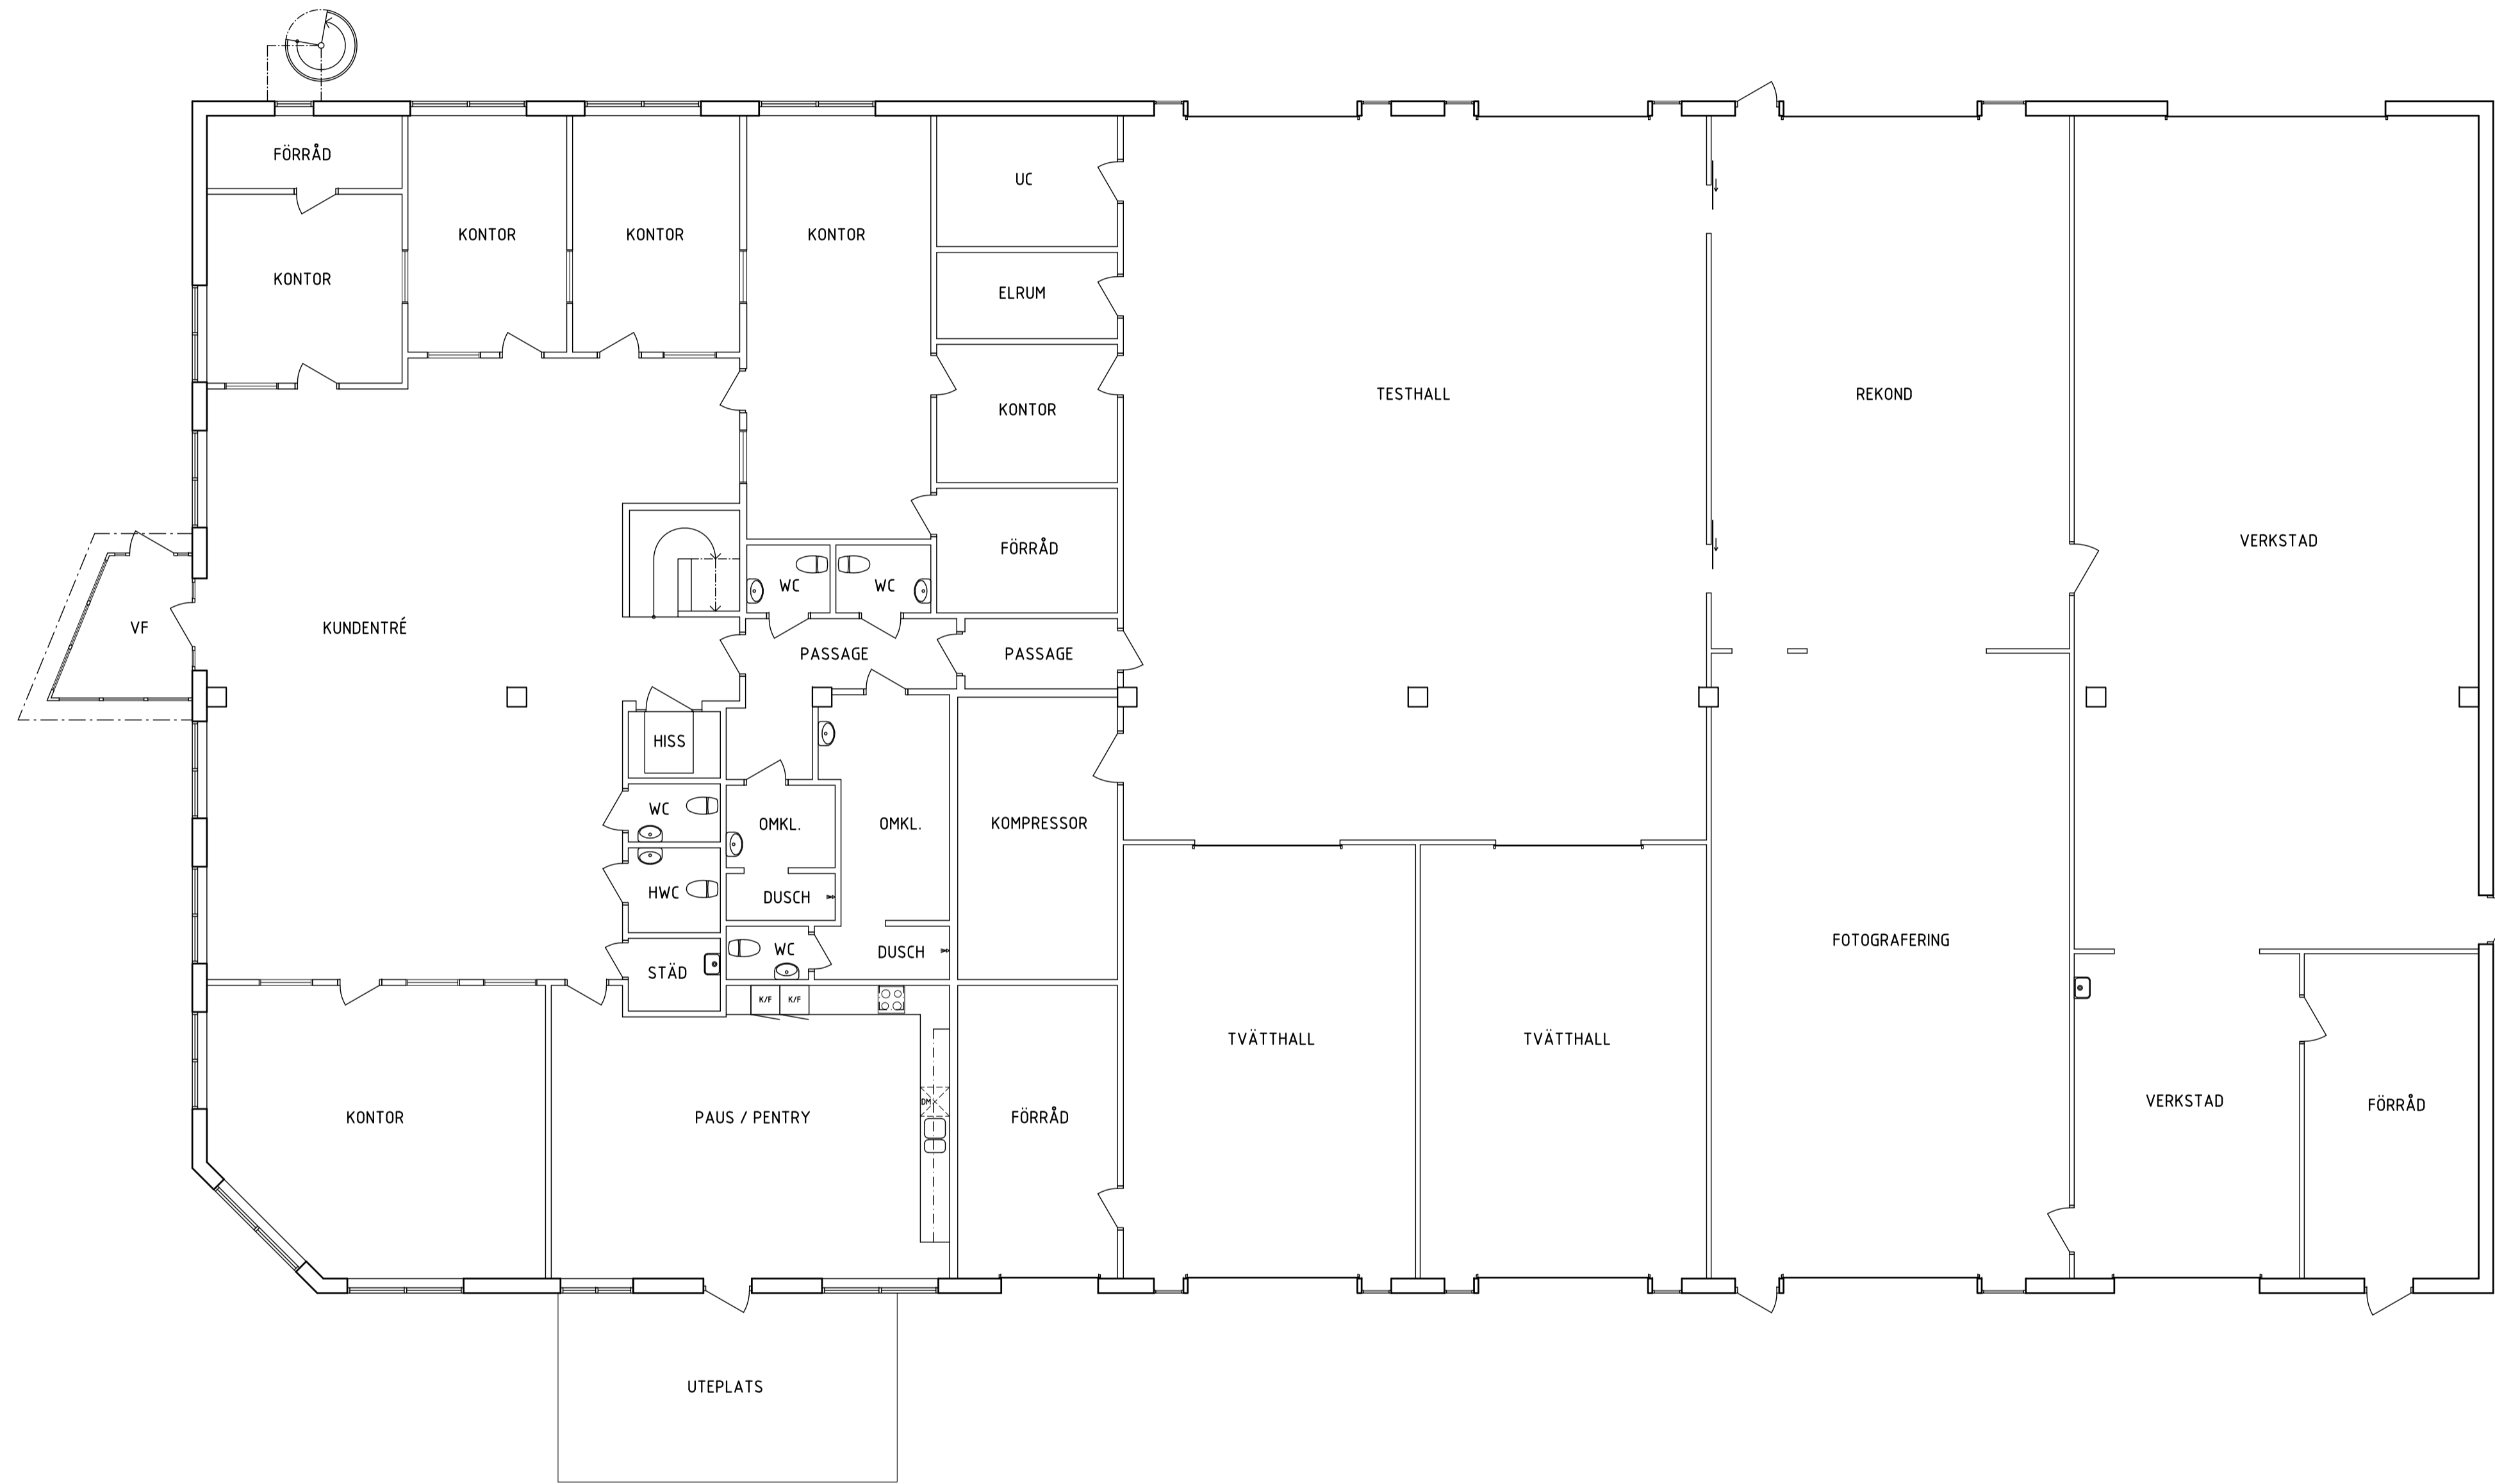 FÖRRÅD
UC
KONTOR
KONTOR
KONTOR
KONTOR
ELRUM
TESTHALL
REKOND
KONTOR
VERKSTAD
FÖRRÅD
WC
WC
VF
KUNDENTRÉ
PASSAGE
PASSAGE
HISS
WC
OMKL.
OMKL.
KOMPRESSOR
HWC
DUSCH
WC
DUSCH
FOTOGRAFERING
STÄD
K/F
K/F
TVÄTTHALL
TVÄTTHALL
DM
VERKSTAD
FÖRRÅD
KONTOR
PAUS / PENTRY
FÖRRÅD
UTEPLATS